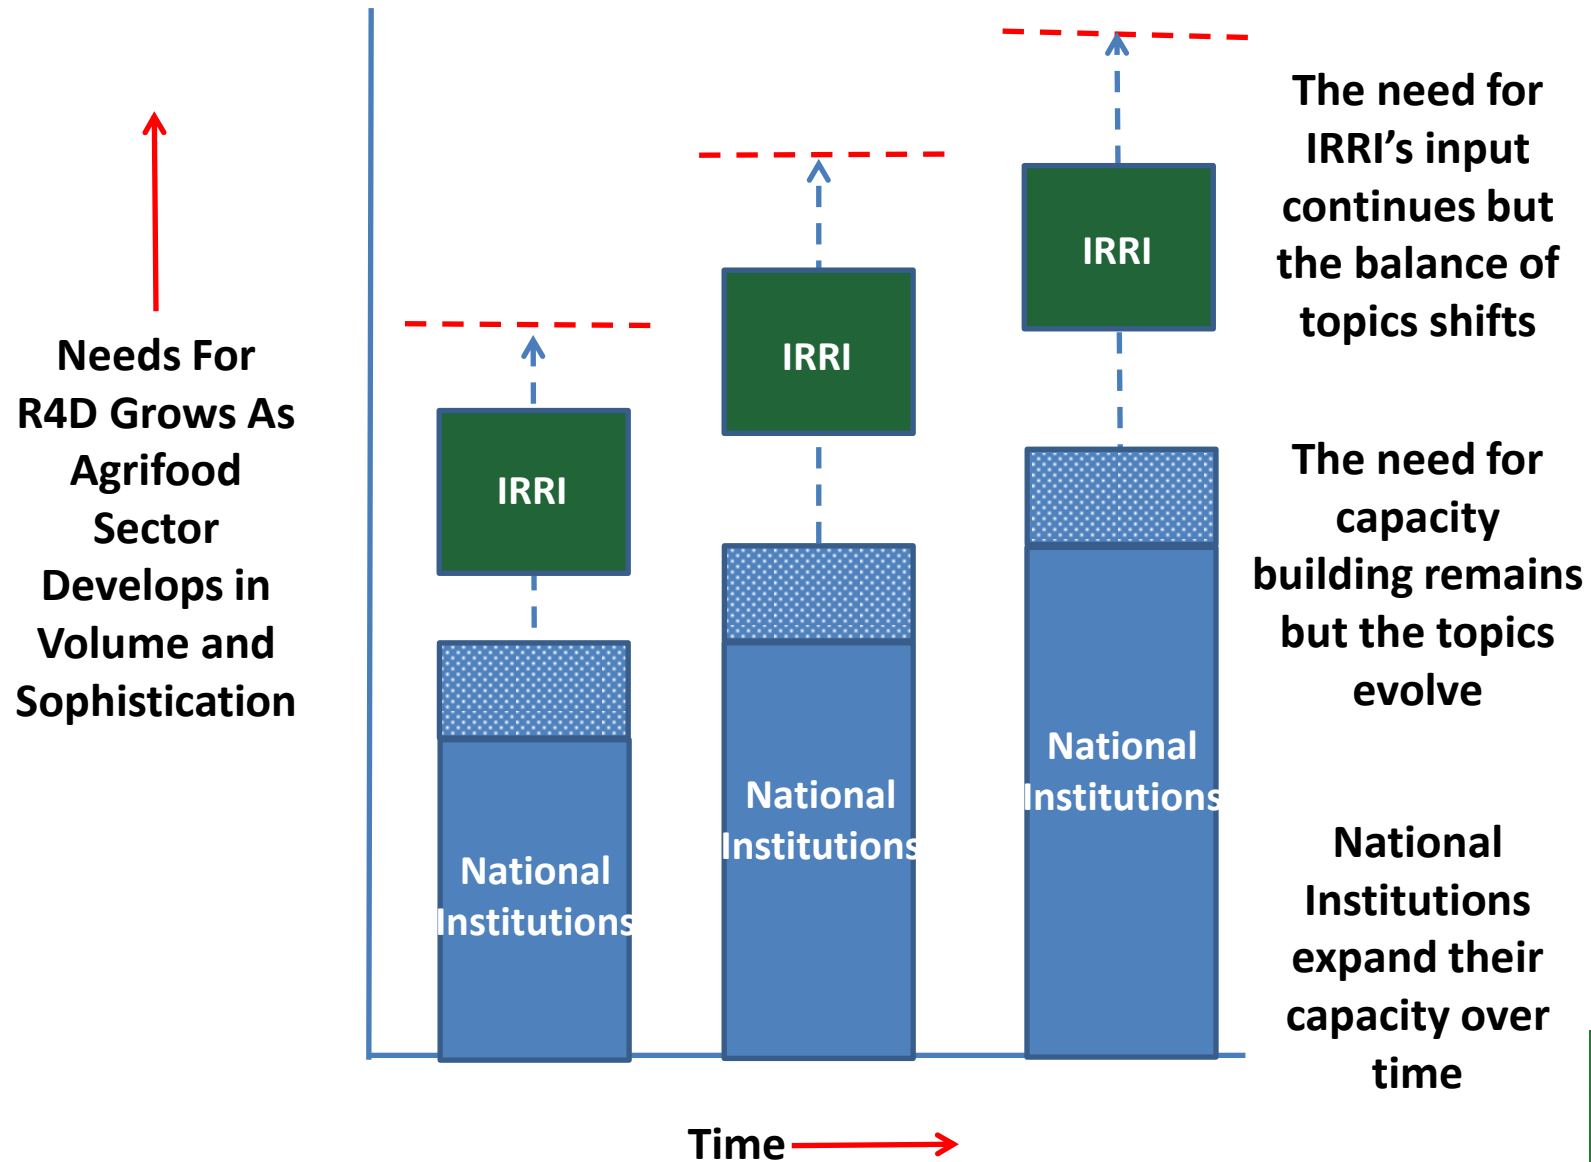 Needs For
R4D Grows As
Agrifood
Sector
Develops in
Volume and
Sophistication
IRRI
National
Institutions
IRRI
National
Institutions
IRRI
National
Institutions
The need for
IRRI’s input
continues but
the balance of
topics shifts
The need for
capacity
building remains
but the topics
evolve
National
Institutions
expand their
capacity over
time
Time